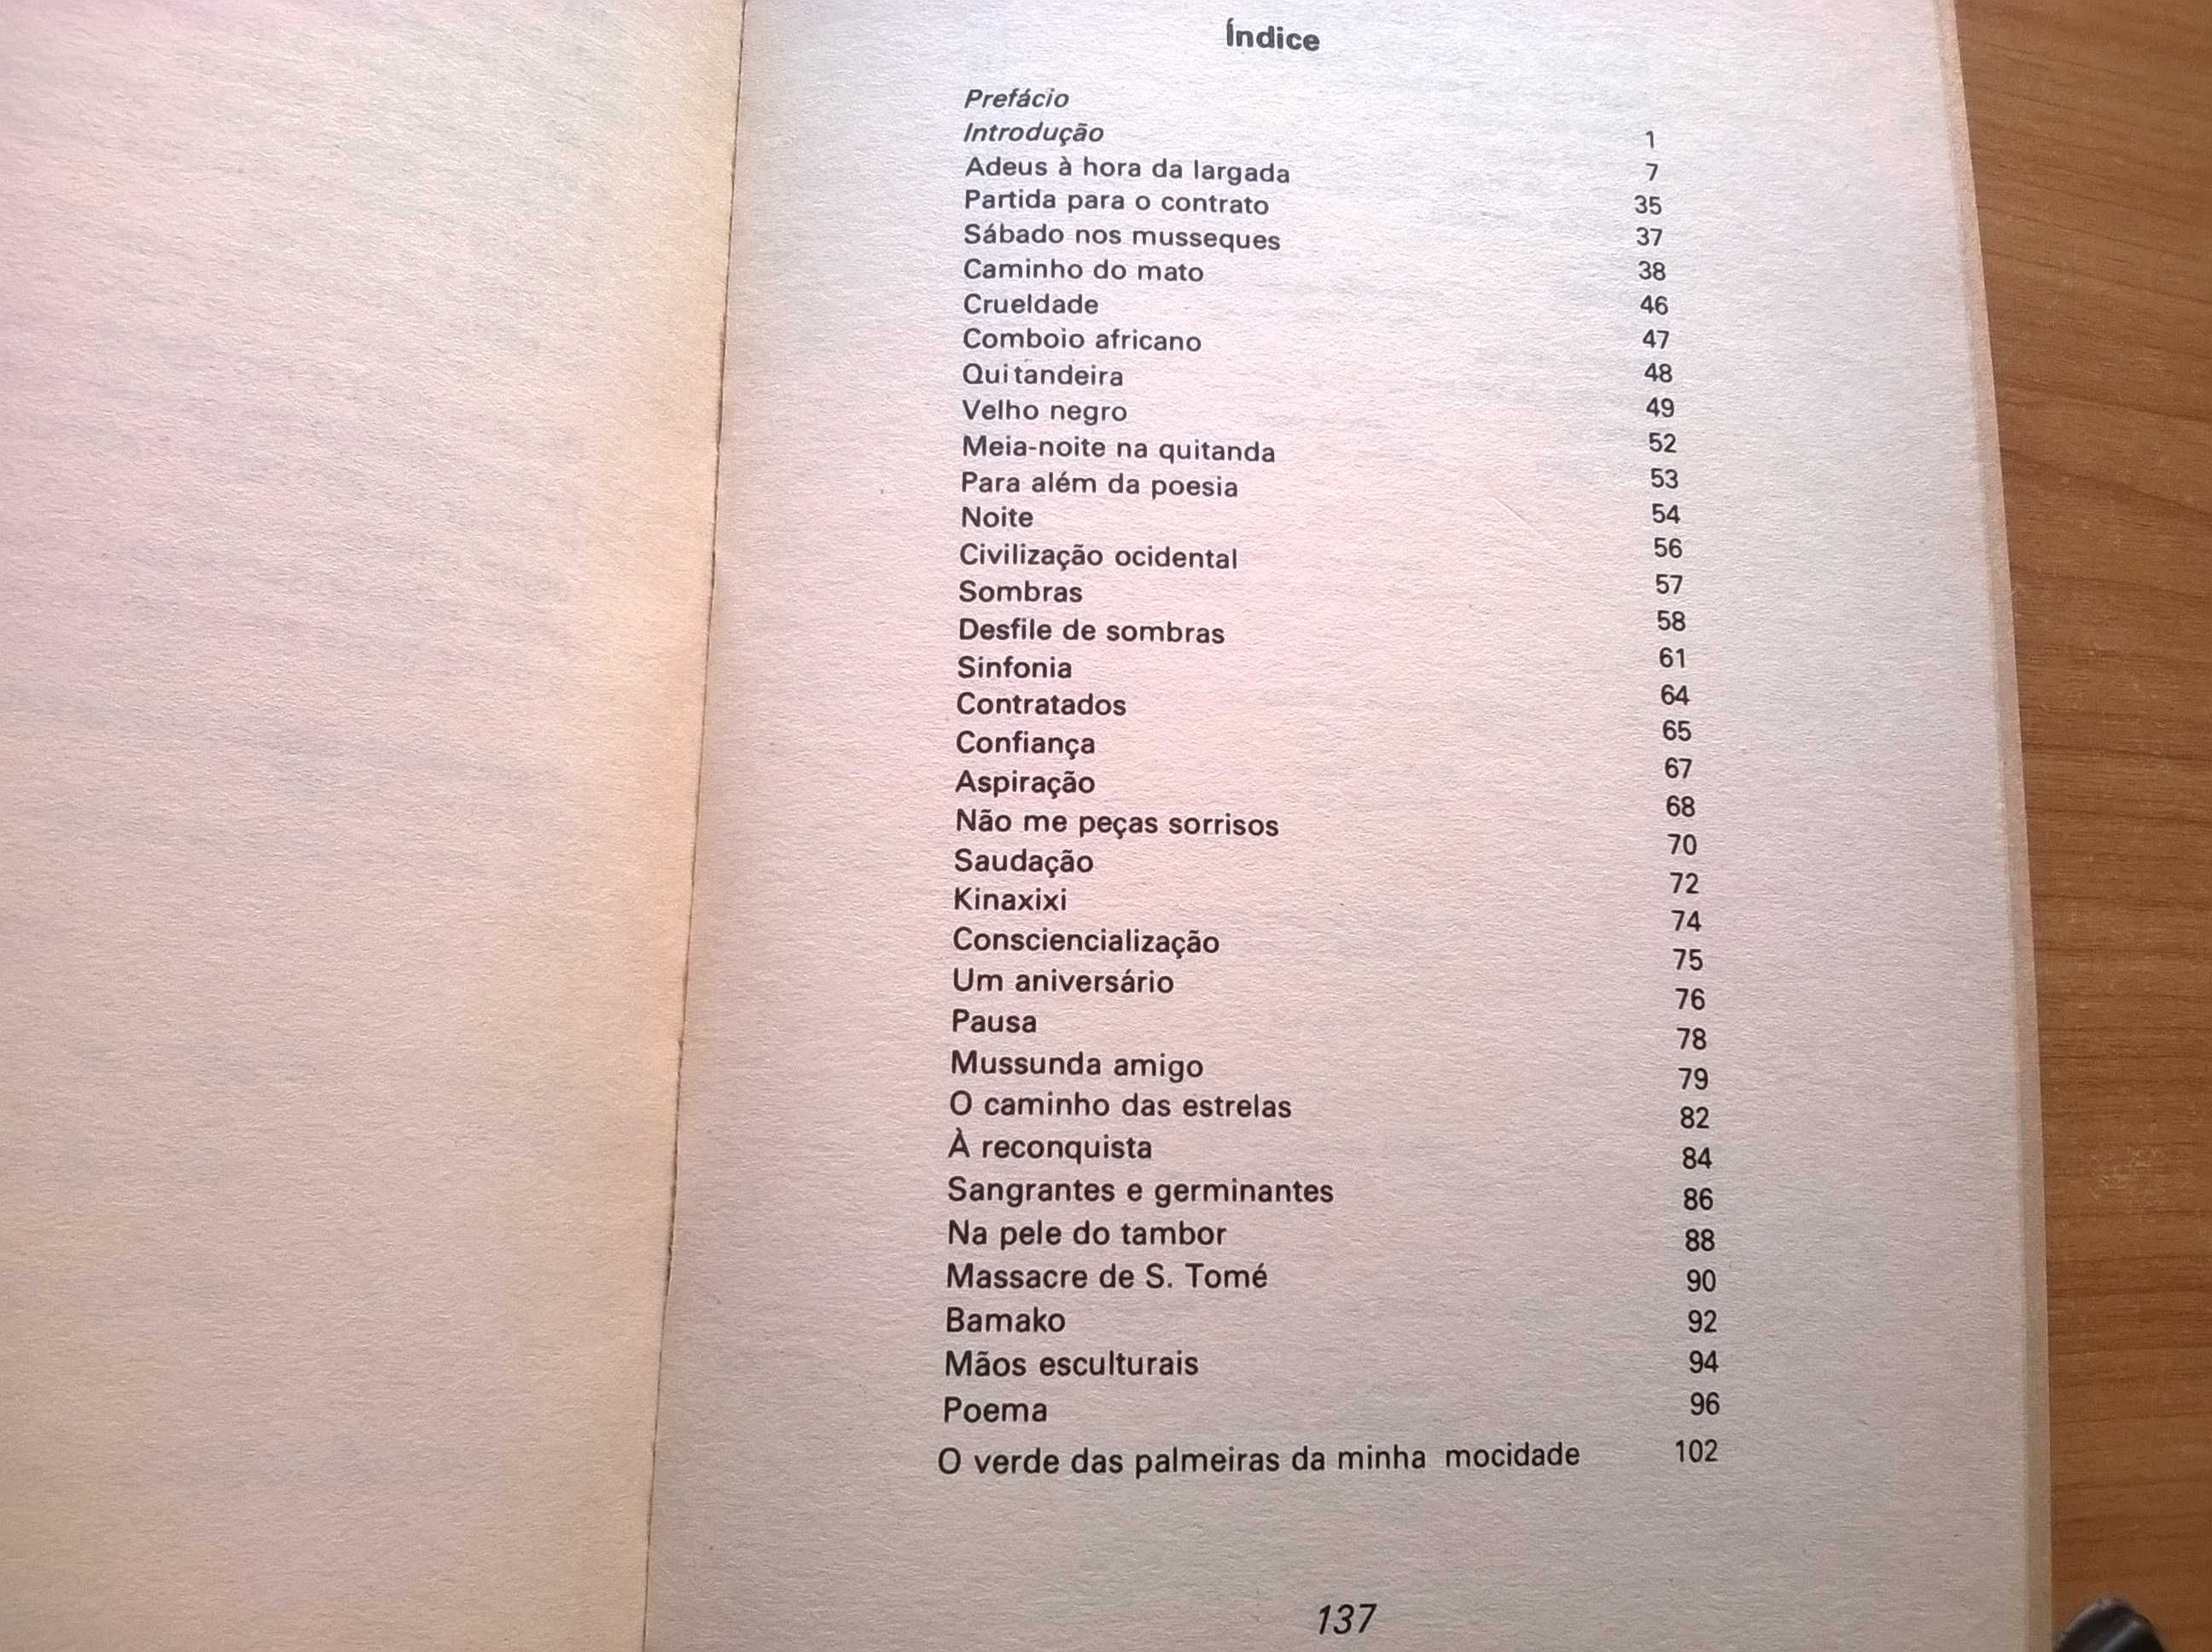 Índice
Prefácio 1
Introdução 7
Adeus à hora da largada 35
Partida para o contrato 37
Sábado nos musseques 38
Caminho do mato 46
Crueldade 47
Comboio africano 48
Quitandeira 49
Velho negro 52
Meia-noite na quitanda 53
Para além da poesia 54
Noite 56
Civilização ocidental 57
Sombras 58
Desfile de sombras 61
Sinfonia 64
Contratados 65
Confiança 67
Aspiração 68
Não me peças sorrisos 70
Saudação 72
Kinaxixi 74
Consciencialização 75
Um aniversário 76
Pausa 78
Mussunda amigo 79
O caminho das estrelas 82
À reconquista 84
Sangrantes e germinantes 86
Na pele do tambor 88
Massacre de S. Tomé 90
Bamako 92
Mãos esculturais 94
Poema 96
O verde das palmeiras da minha mocidade 102
137